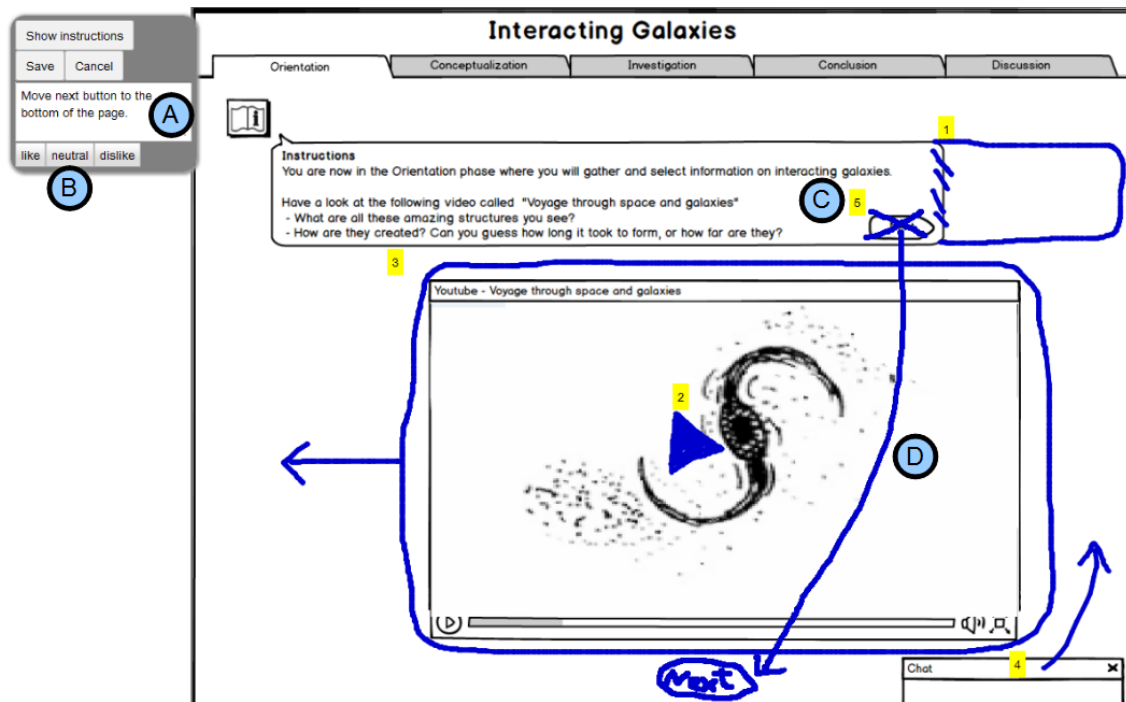 Show instructions
Save Cancel
Move next button to the
bottom of the page.
A
like neutral dislike
B
Interacting Galaxies
Orientation Conceptualization Investigation Conclusion Discussion
i
1
Instructions
You are now in the Orientation phase where you will gather and select information on interacting galaxies.
C
5
Have a look at the following video called "Voyage through space and galaxies"
- What are all these amazing structures you see?
- How are they created? Can you guess how long it took to form, or how far are they?
3
Youtube - Voyage through space and galaxies
2
D
Next
4
Chat